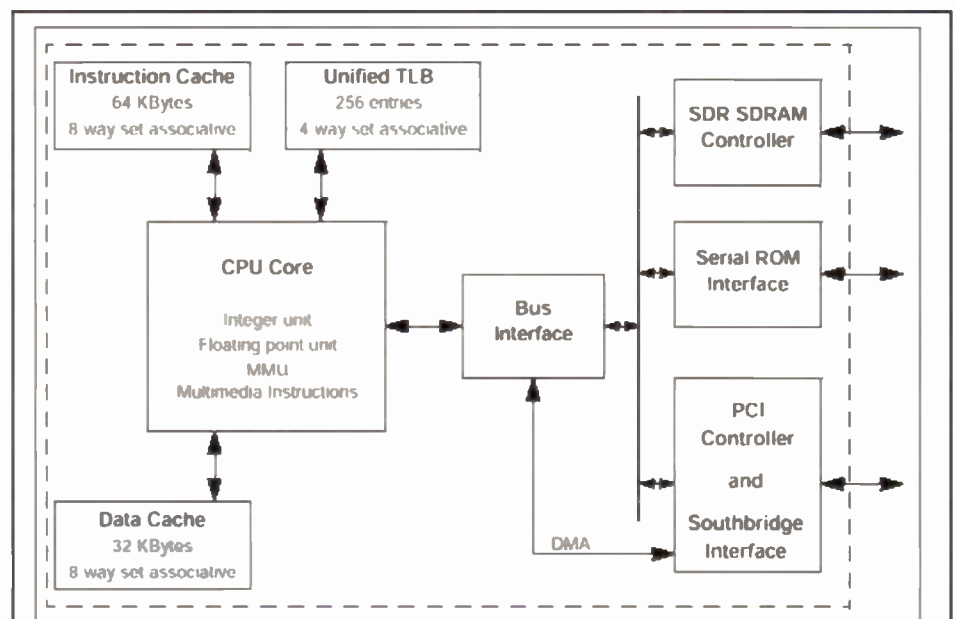 Instruction Cache
64 KBytes
8 way set associative
Unified TLB
256 entries
4 way set associative
SDR SDRAM
Controller
CPU Core
Integer unit
Floating point unit
MMU
Multimedia Instructions
Bus
Interface
Serial ROM
Interface
PCI
Controller
and
Southbridge
Interface
DMA
Data Cache
32 KBytes
8 way set associative